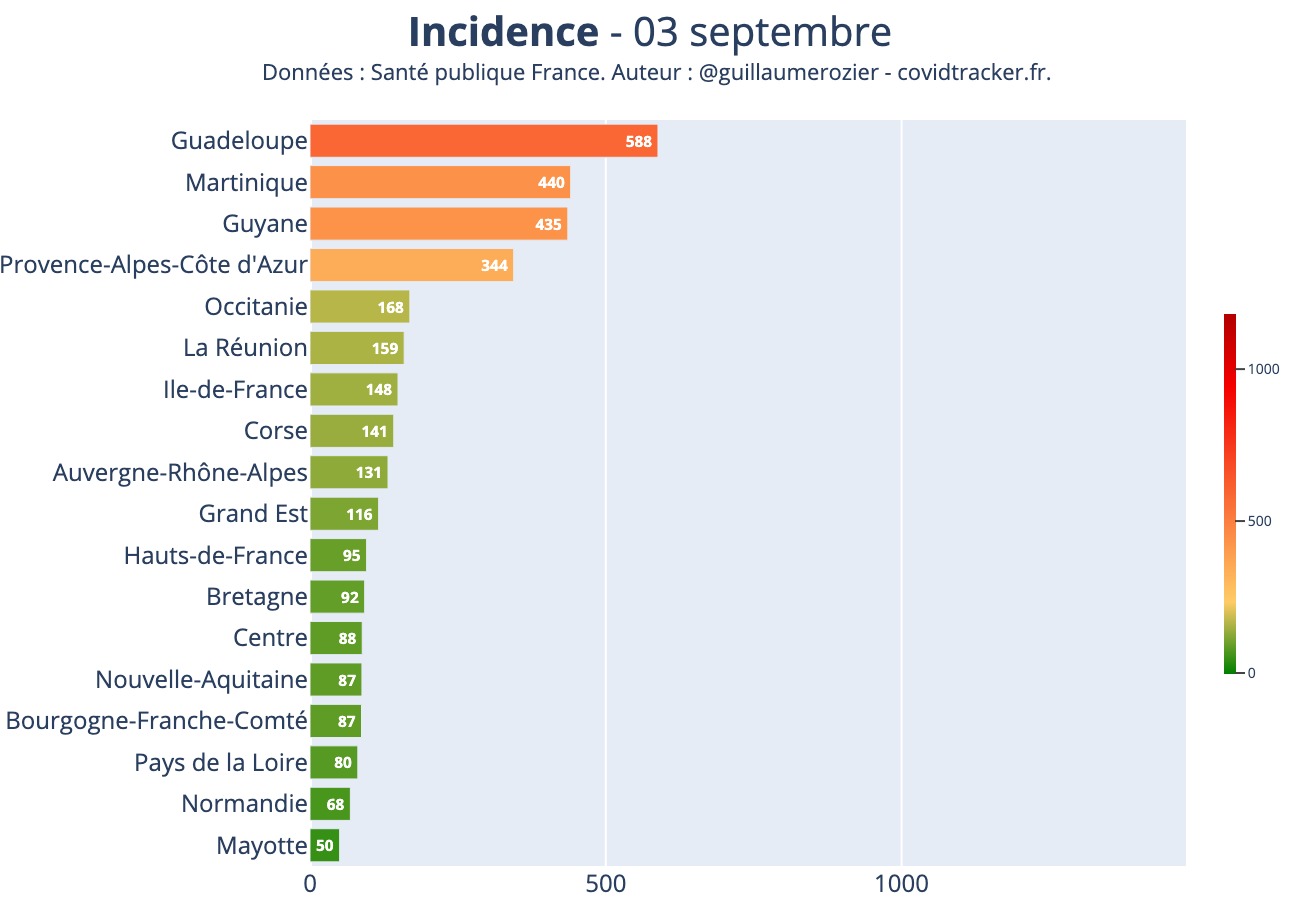 Incidence - 03 septembre
Données : Santé publique France. Auteur : @guillaumerozier - covidtracker.fr.
Guadeloupe 588
Martinique 440
Guyane 435
Provence-Alpes-Côte d'Azur 344
Occitanie 168
La Réunion 159
Ile-de-France 148
Corse 141
Auvergne-Rhône-Alpes 131
Grand Est 116
Hauts-de-France 95
Bretagne 92
Centre 88
Nouvelle-Aquitaine 87
Bourgogne-Franche-Comté 87
Pays de la Loire 80
Normandie 68
Mayotte 50
0 500 1000
1000
500
0